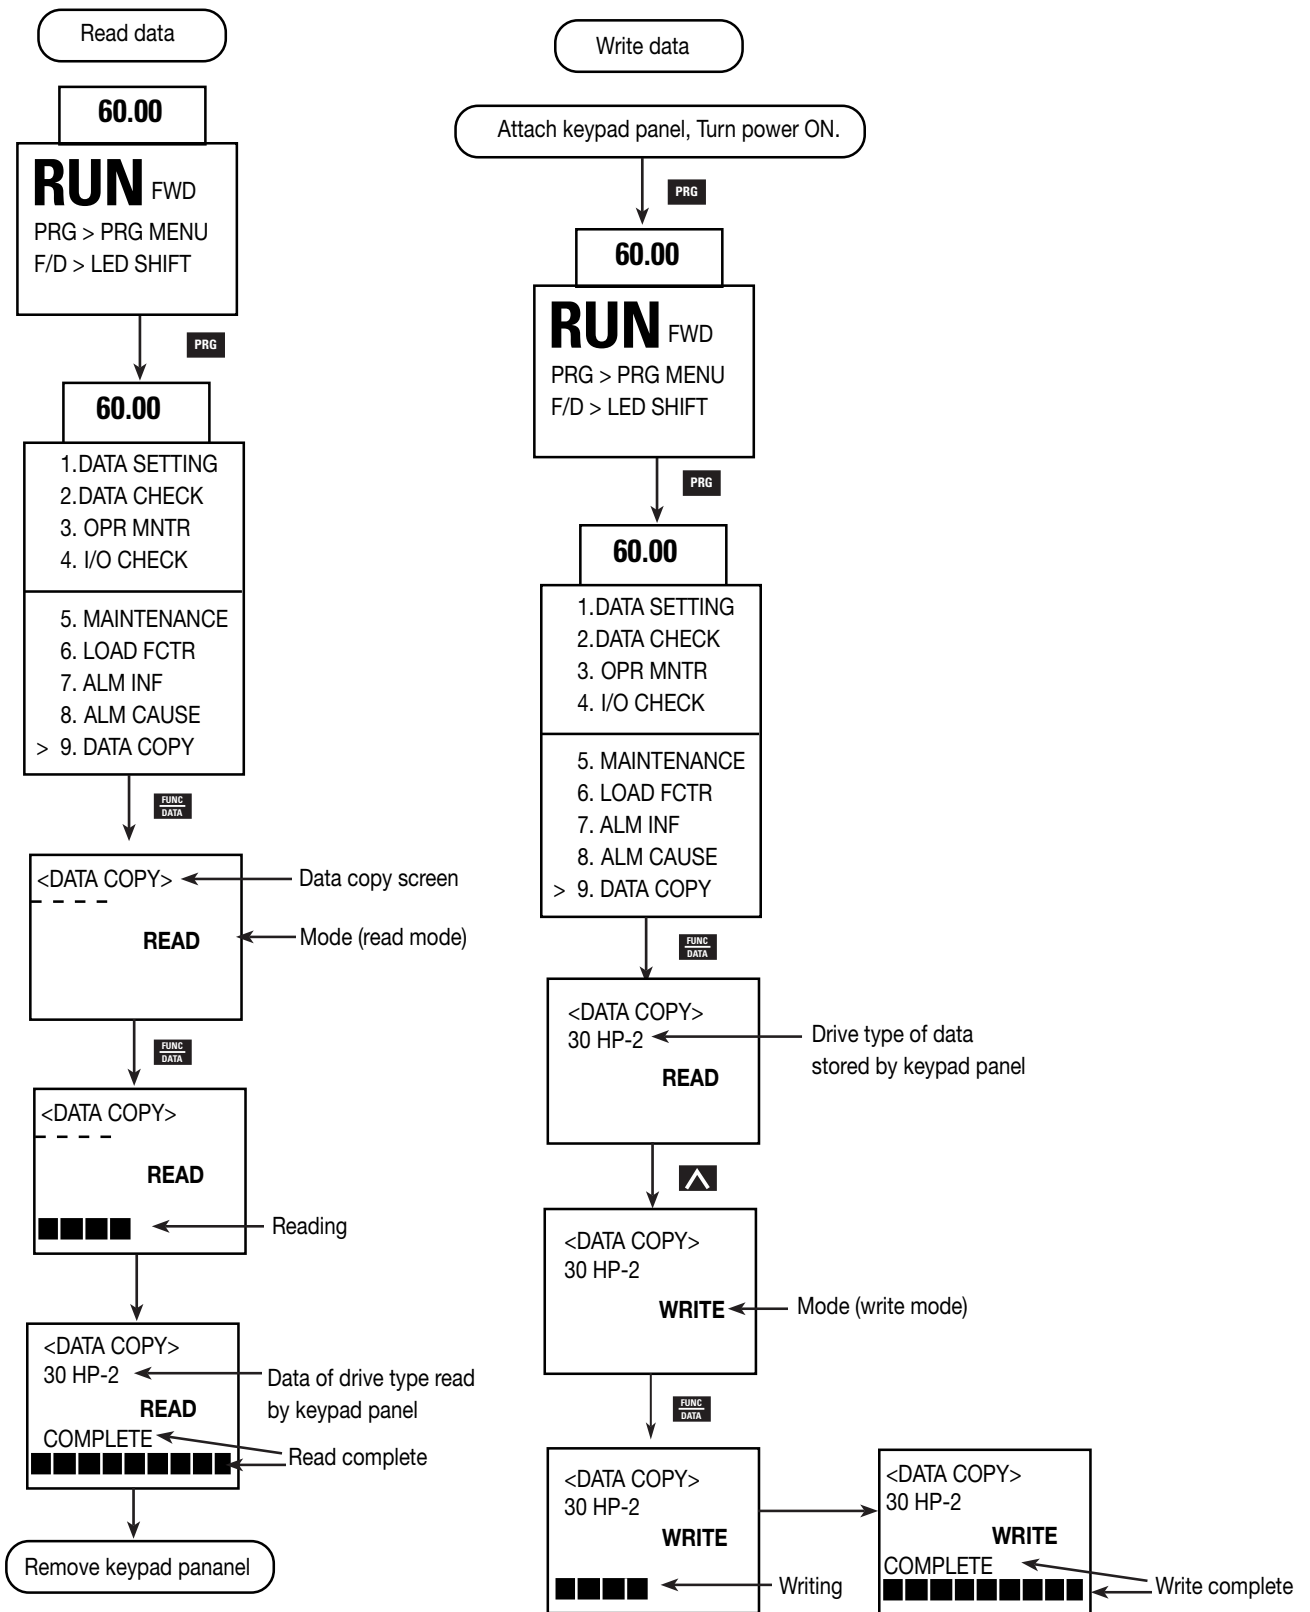 Read data
60.00
RUN FWD
PRG > PRG MENU
F/D > LED SHIFT
PRG
60.00
1.DATA SETTING
2.DATA CHECK
3. OPR MNTR
4. I/O CHECK
5. MAINTENANCE
6. LOAD FCTR
7. ALM INF
8. ALM CAUSE
> 9. DATA COPY
FUNC
DATA
<DATA COPY>
Data copy screen
- - - -
READ
Mode (read mode)
FUNC
DATA
<DATA COPY>
- - - -
READ
Reading
<DATA COPY>
30 HP-2
Data of drive type read
by keypad panel
READ
COMPLETE
Read complete
Remove keypad pananel
Write data
Attach keypad panel, Turn power ON.
PRG
60.00
RUN FWD
PRG > PRG MENU
F/D > LED SHIFT
PRG
60.00
1.DATA SETTING
2.DATA CHECK
3. OPR MNTR
4. I/O CHECK
5. MAINTENANCE
6. LOAD FCTR
7. ALM INF
8. ALM CAUSE
> 9. DATA COPY
FUNC
DATA
<DATA COPY>
30 HP-2
Drive type of data
stored by keypad panel
READ
<DATA COPY>
30 HP-2
WRITE
Mode (write mode)
FUNC
DATA
<DATA COPY>
30 HP-2
WRITE
Writing
<DATA COPY>
30 HP-2
WRITE
COMPLETE
Write complete